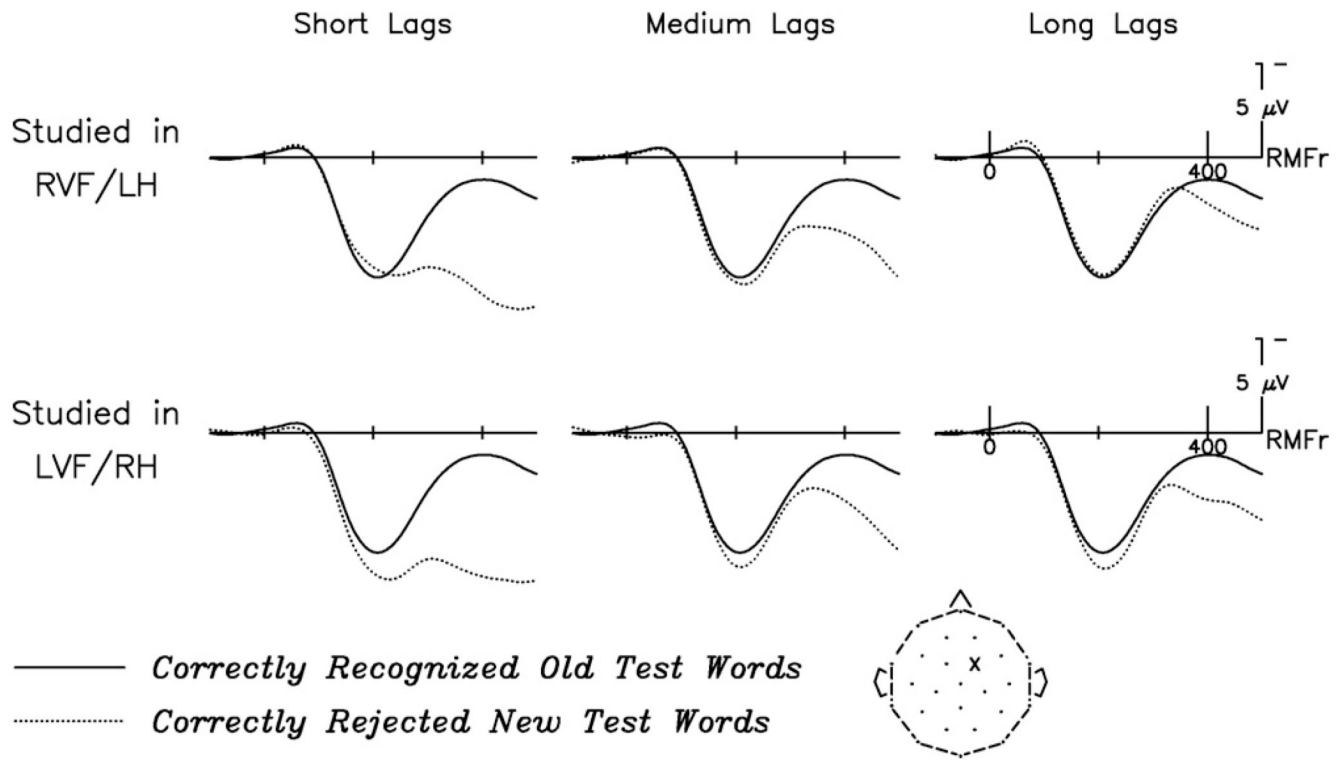 Short Lags
Medium Lags
Long Lags
Studied in
RVF/LH
5 μV
RMFr
0
400
Studied in
LVF/RH
5 μV
RMFr
0
400
Correctly Recognized Old Test Words
Correctly Rejected New Test Words
x